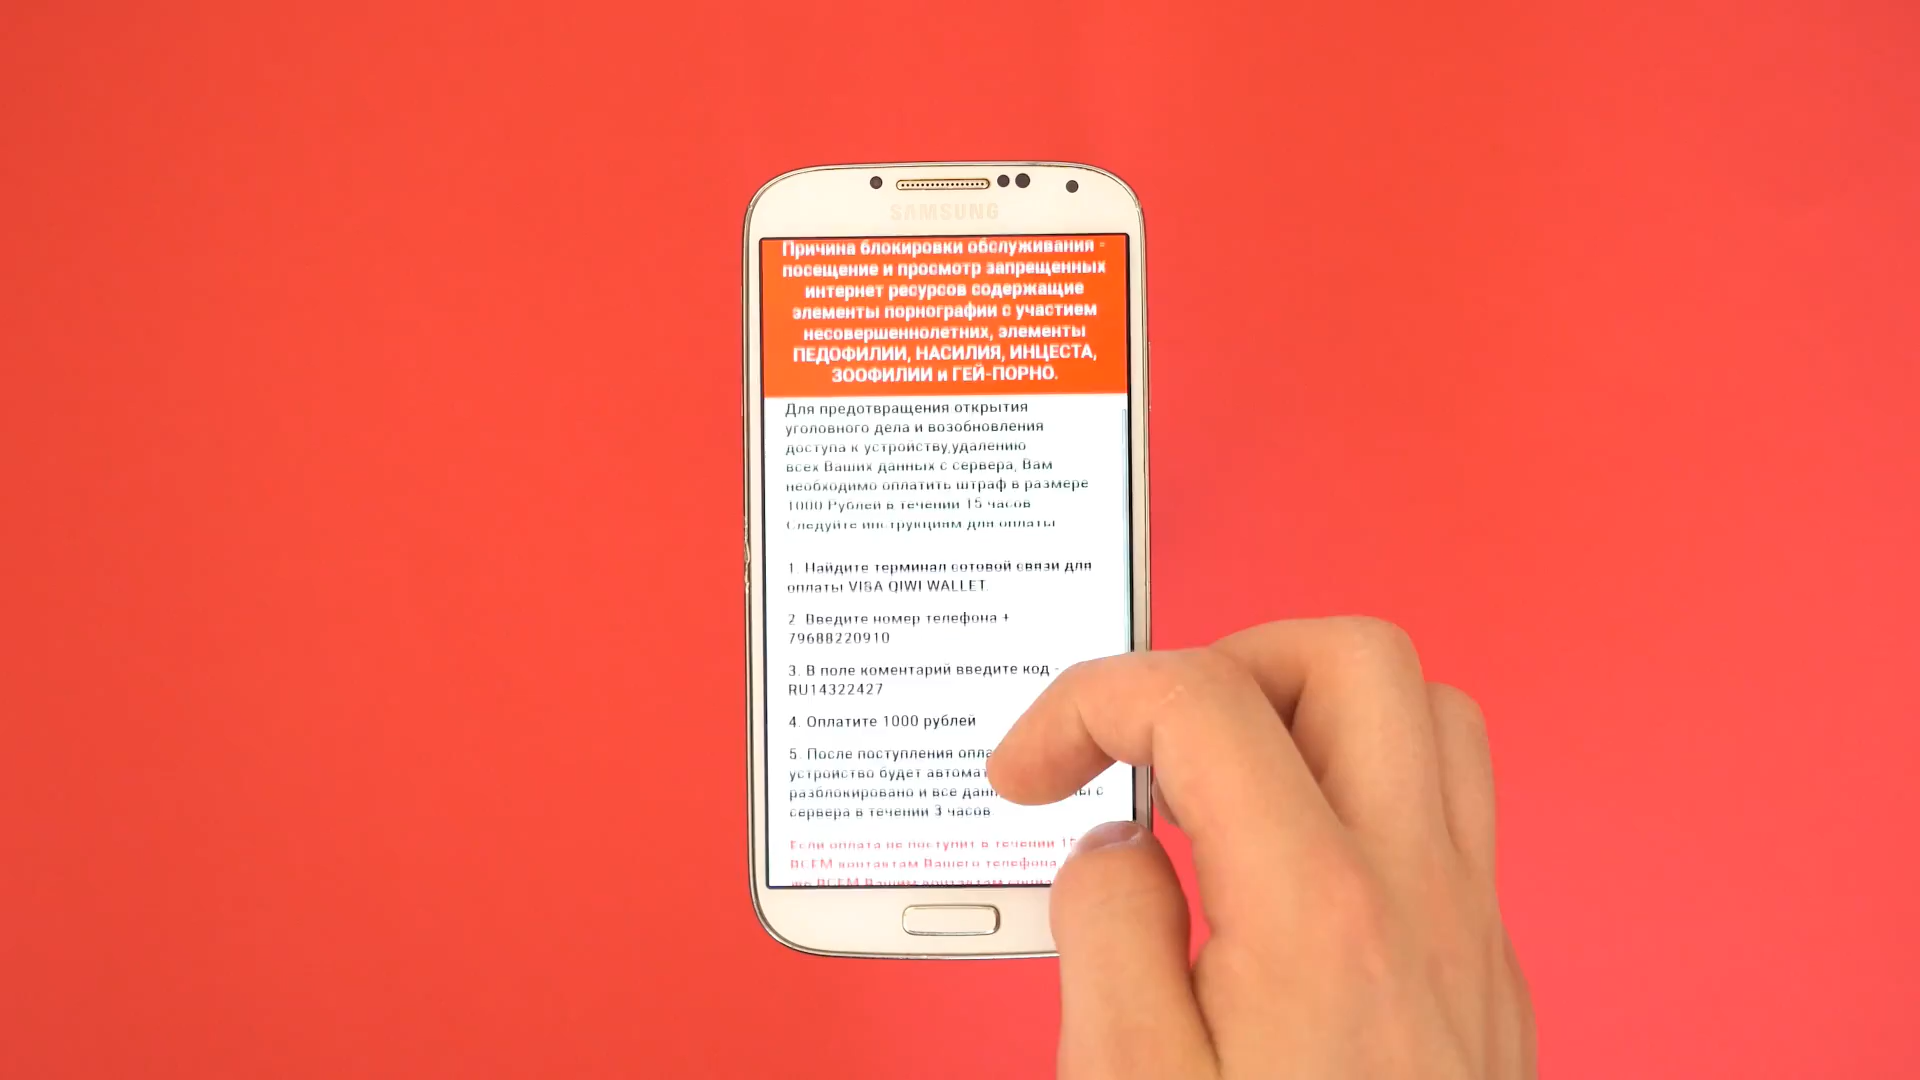 SAMSUNG
Причина блокировки обслуживания -
посещение и просмотр запрещенных
интернет ресурсов содержащие
элементы порнографии с участием
несовершеннолетних, элементы
ПЕДОФИЛИИ, НАСИЛИЯ, ИНЦЕСТА,
ЗООФИЛИИ и ГЕЙ-ПОРНО.
Для предотвращения открытия
уголовного дела и возобновления
доступа к устройству,удалению
всех Ваших данных с сервера, Вам
необходимо оплатить штраф в размере
1000 Рублей в течении 15 часов
Следуйте инструкциям для оплаты
1. Найдите терминал сотовой связи для
оплаты VISA QIWI WALLET.
2. Введите номер телефона +
79688220910
3. В поле коментарий введите код -
RU14322427
4. Оплатите 1000 рублей
5. После поступления
устройство будет
разблокировано и все с
сервера в течении 3 часов
Если оплата не поступит в течении
ВСЕМ контактам Вашего телефона
же ВСЕМ Вашим контактам